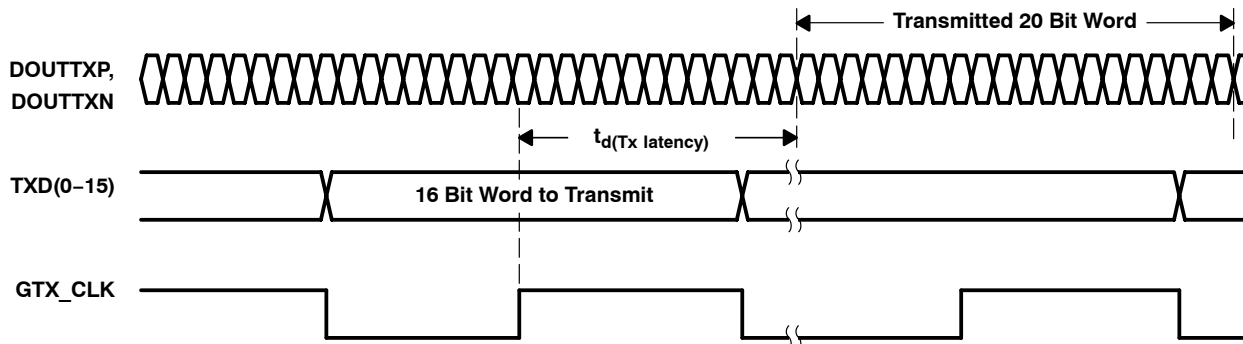 Transmitted 20 Bit Word
DOUTTXP,
DOUTTXN
td(Tx latency)
TXD(0–15)
16 Bit Word to Transmit
GTX_CLK